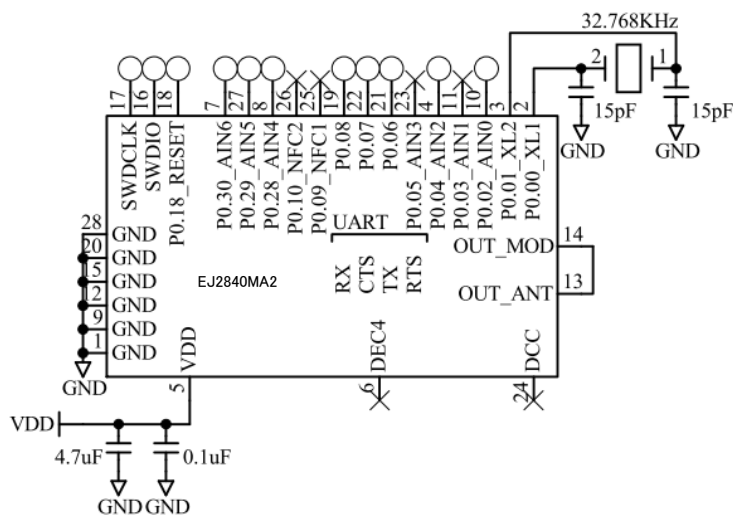 32.768KHz
2 1
15pF 15pF
GND GND
17 16 18 7 27 8 26 25 19 22 21 23 4 11 10 3 2
SWDCLK
SWDIO
P0.18_RESET
P0.30_AIN6
P0.29_AIN5
P0.28_AIN4
P0.10_NFC2
P0.09_NFC1
P0.08
P0.07
P0.06
P0.05_AIN3
P0.04_AIN2
P0.03_AIN1
P0.02_AIN0
P0.01_XL2
P0.00_XL1
UART
RX
CTS
TX
RTS
28 GND
20 GND
15 GND
12 GND
9 GND
1 GND
GND
EJ2840MA2
OUT_MOD 14
OUT_ANT 13
VDD
DEC4
DCC
5 6 24
VDD
4.7uF 0.1uF
GND GND